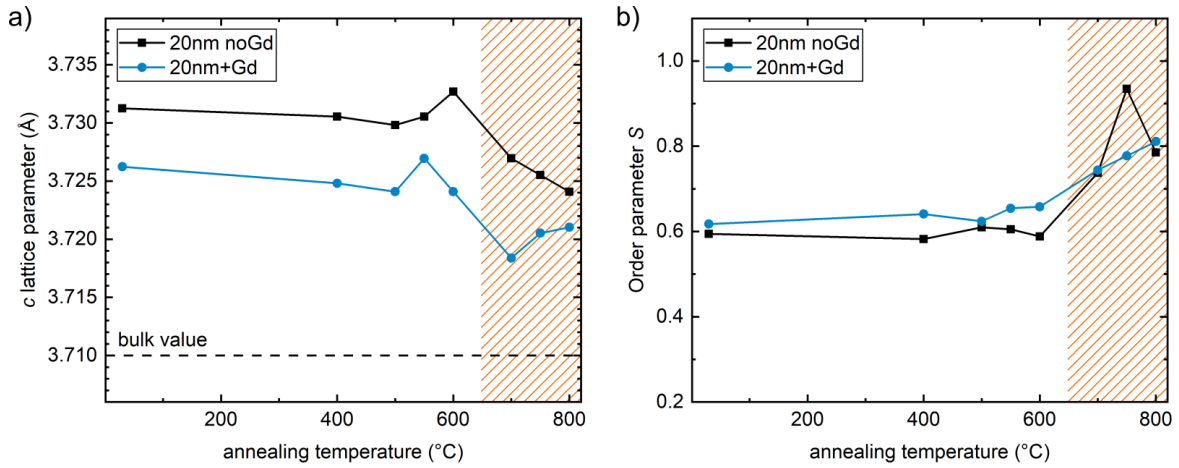 a)
20nm noGd
20nm+Gd
3.735
3.730
3.725
3.720
3.715
3.710
c lattice parameter (Å)
bulk value
200
400
600
800
annealing temperature (°C)
b)
20nm noGd
20nm+Gd
1.0
0.8
0.6
0.4
0.2
Order parameter S
200
400
600
800
annealing temperature (°C)